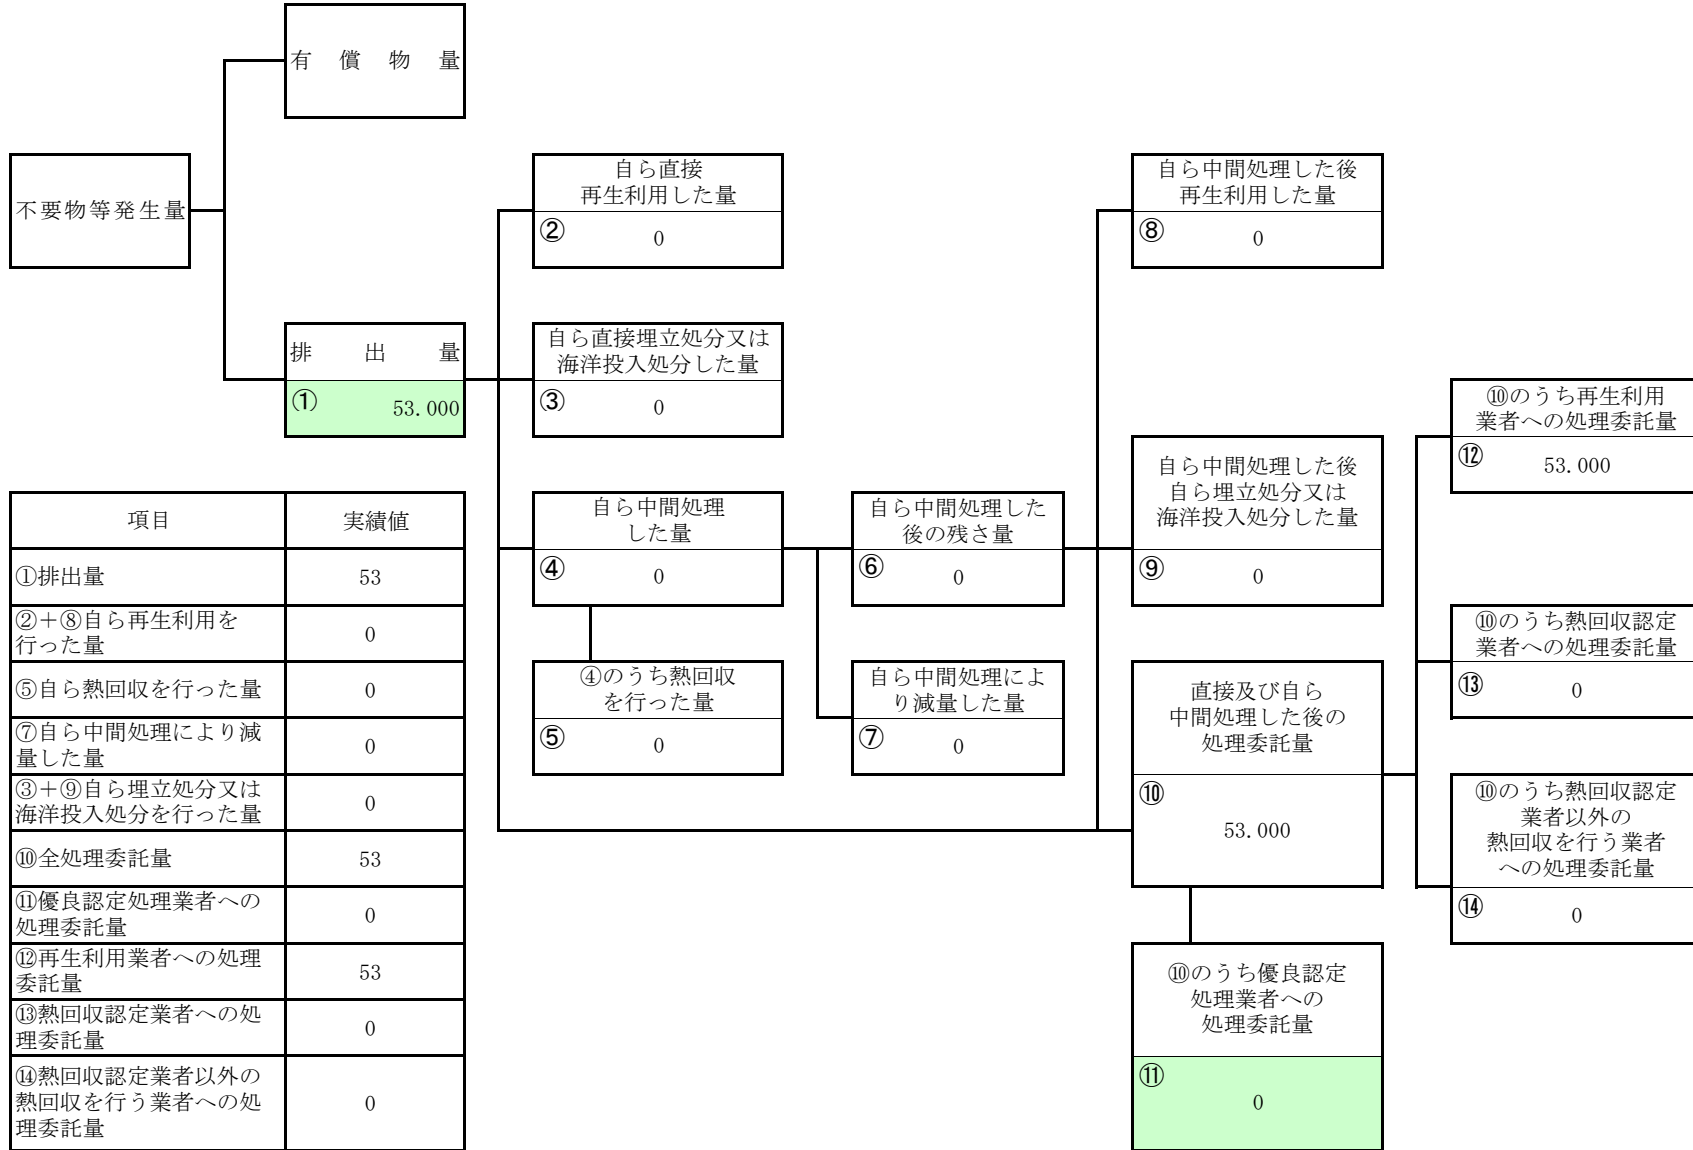 有償物量
不要物等発生量
排出量
① 53.000
自ら直接
再生利用した量
② 0
自ら直接埋立処分又は
海洋投入処分した量
③ 0
自ら中間処理
した量
④ 0
④のうち熱回収
を行った量
⑤ 0
自ら中間処理した
後の残さ量
⑥ 0
自ら中間処理によ
り減量した量
⑦ 0
自ら中間処理した後
再生利用した量
⑧ 0
自ら中間処理した後
自ら埋立処分又は
海洋投入処分した量
⑨ 0
直接及び自ら
中間処理した後の
処理委託量
⑩
53.000
⑩のうち優良認定
処理業者への
処理委託量
⑪
0
⑩のうち再生利用
業者への処理委託量
⑫ 53.000
⑩のうち熱回収認定
業者への処理委託量
⑬ 0
⑩のうち熱回収認定
業者以外の
熱回収を行う業者
への処理委託量
⑭ 0
項目 実績値
①排出量 53
②+⑧自ら再生利用を
行った量 0
⑤自ら熱回収を行った量 0
⑦自ら中間処理により減
量した量 0
③+⑨自ら埋立処分又は
海洋投入処分を行った量 0
⑩全処理委託量 53
⑪優良認定処理業者への
処理委託量 0
⑫再生利用業者への処理
委託量 53
⑬熱回収認定業者への処
理委託量 0
⑭熱回収認定業者以外の
熱回収を行う業者への処
理委託量 0